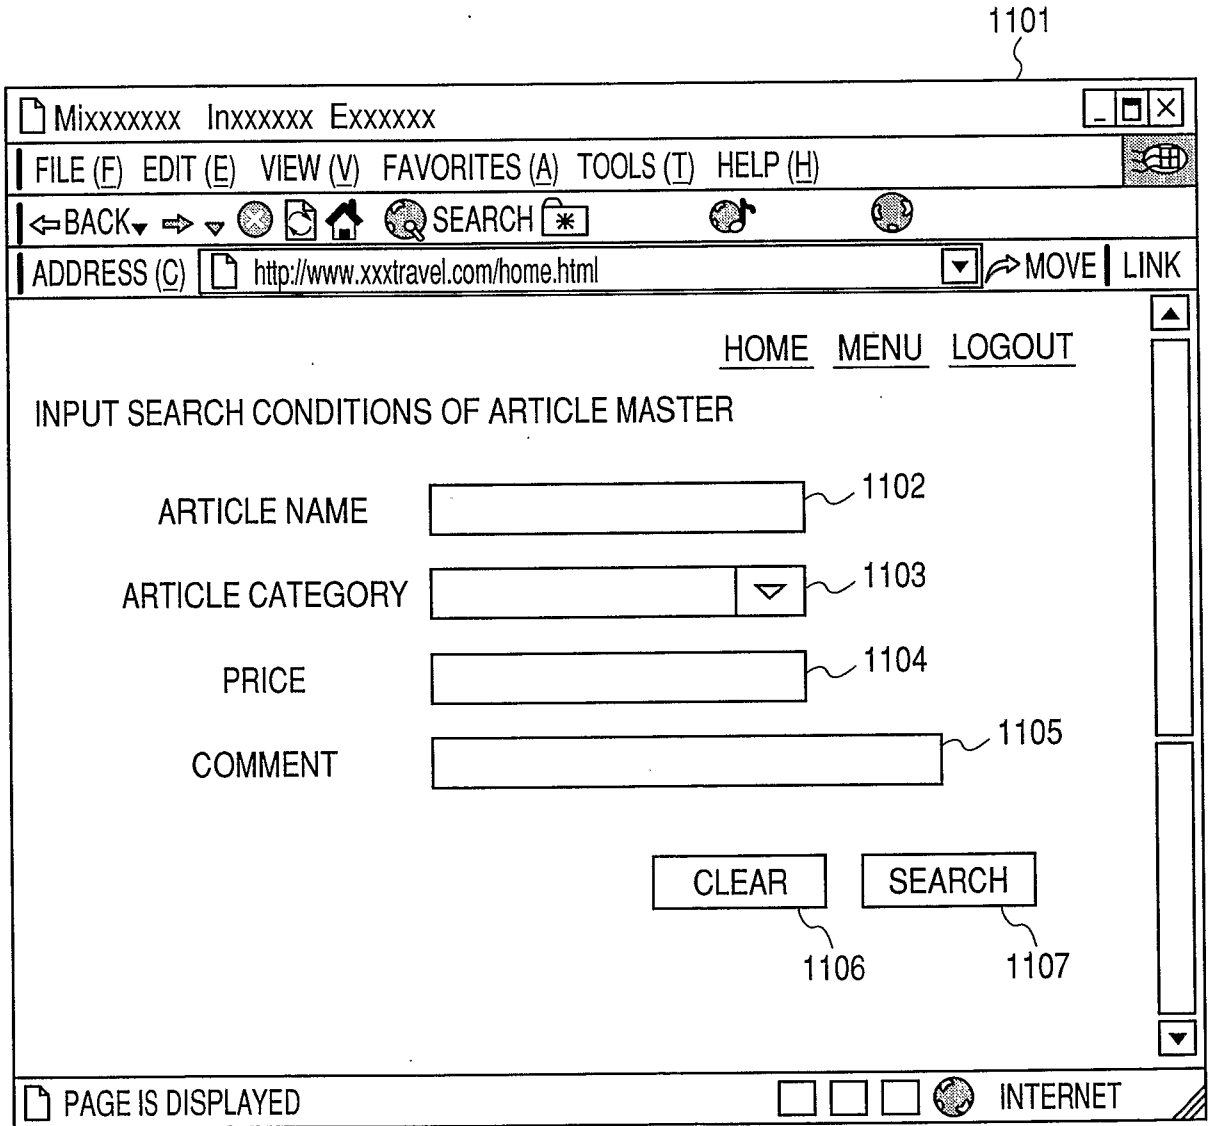 1101
Mixxxxxxx Inxxxxxx Exxxxxx
FILE (F) EDIT (E) VIEW (V) FAVORITES (A) TOOLS (T) HELP (H)
BACK SEARCH
ADDRESS (C) http://www.xxxtravel.com/home.html MOVE LINK
HOME MENU LOGOUT
INPUT SEARCH CONDITIONS OF ARTICLE MASTER
ARTICLE NAME 1102
ARTICLE CATEGORY 1103
PRICE 1104
COMMENT 1105
CLEAR SEARCH
1106 1107
PAGE IS DISPLAYED INTERNET